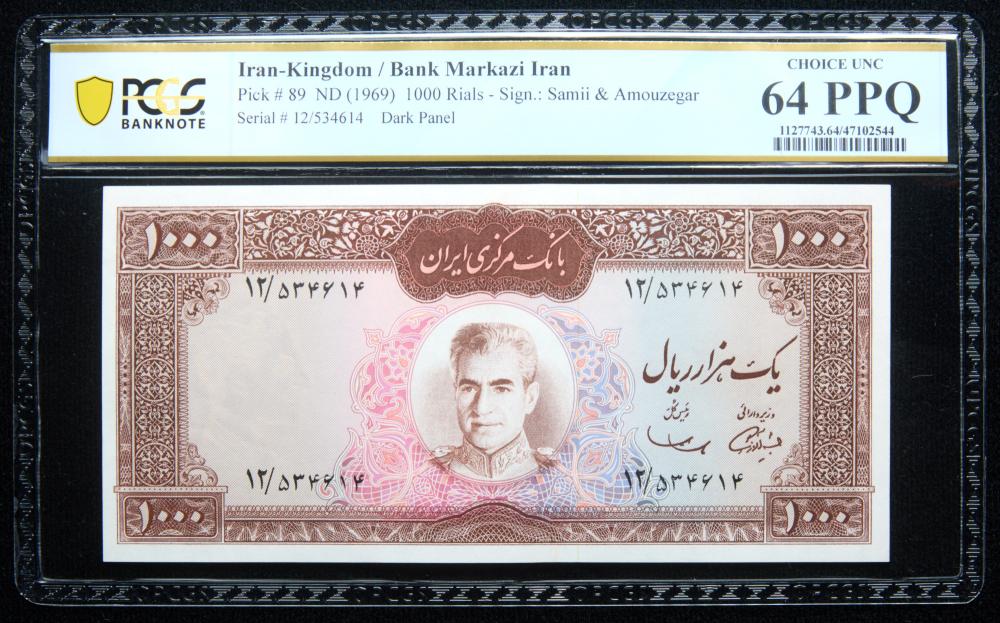 PCGS
BANKNOTE
Iran-Kingdom / Bank Markazi Iran
Pick # 89 ND (1969) 1000 Rials - Sign.: Samii & Amouzegar
Serial # 12/534614 Dark Panel
CHOICE UNC
64 PPQ
1127743.64/47102544
۱۰۰۰
بانک مرکزی ایران
۱۰۰۰
۱۲/۵۳۴۶۱۴
۱۲/۵۳۴۶۱۴
یک هزار ریال
وزیر دارائی
رئیس کل
۱۲/۵۳۴۶۱۴
۱۲/۵۳۴۶۱۴
۱۰۰۰
۱۰۰۰